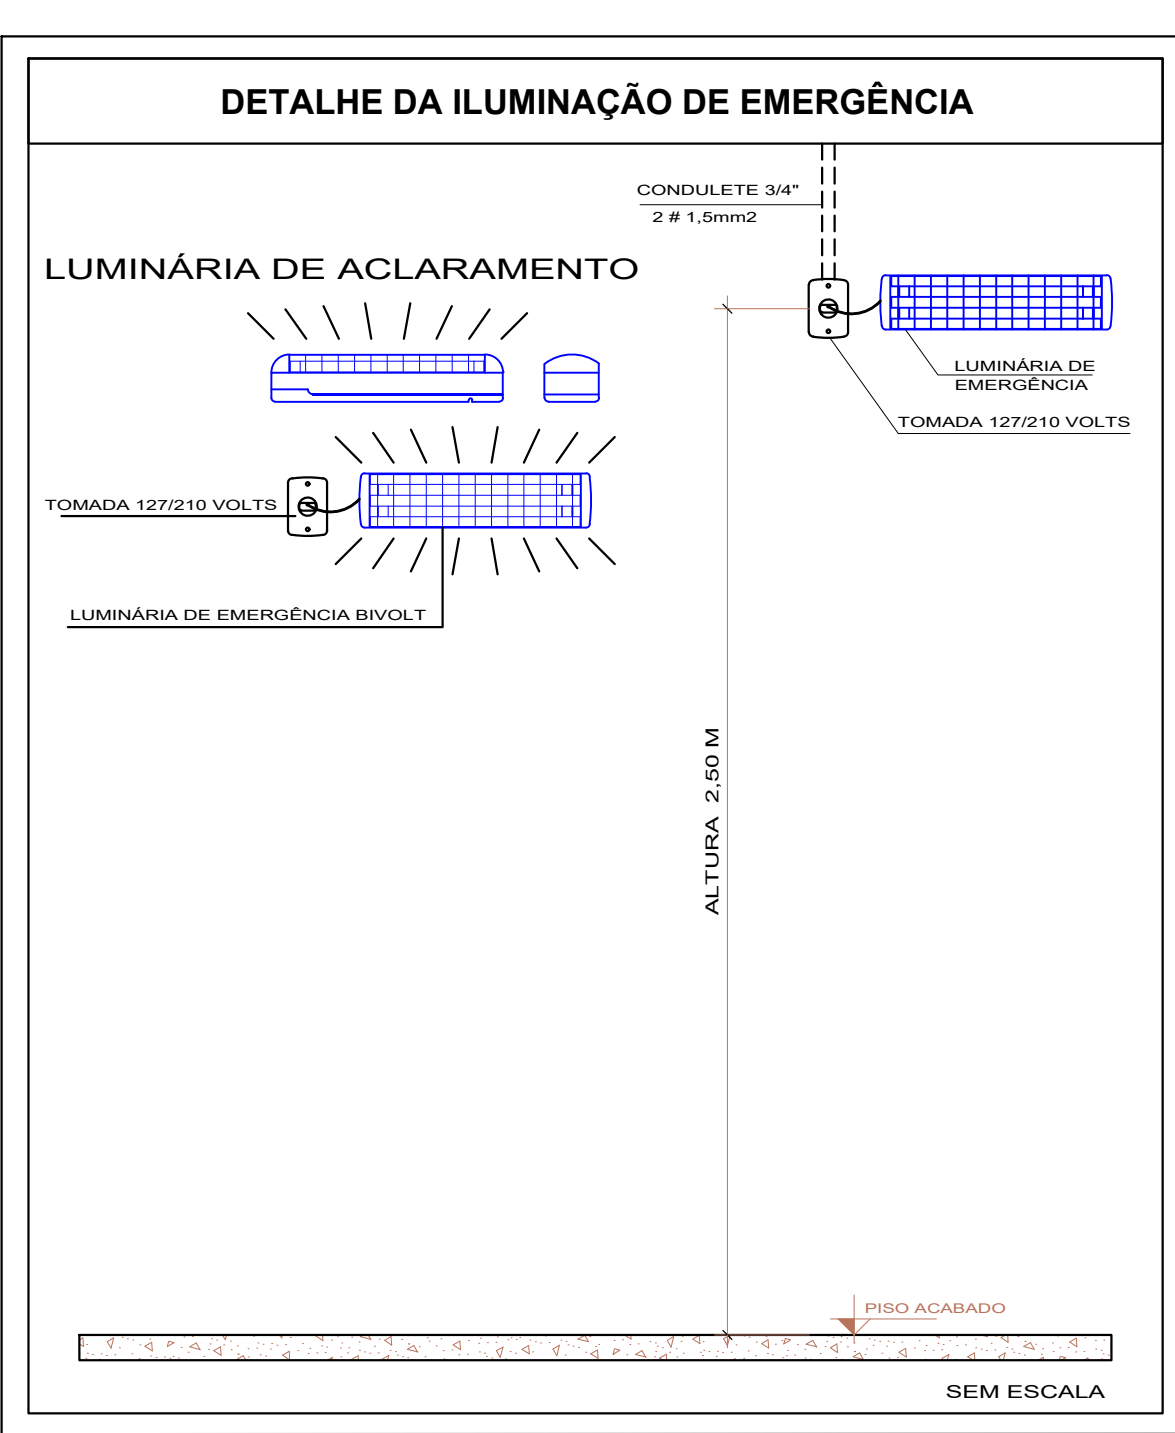 DETALHE DA ILUMINAÇÃO DE EMERGÊNCIA
CONDULETE 3/4"
2 # 1,5mm2
LUMINÁRIA DE ACLARAMENTO
LUMINÁRIA DE
EMERGÊNCIA
TOMADA 127/210 VOLTS
TOMADA 127/210 VOLTS
LUMINÁRIA DE EMERGÊNCIA BIVOLT
ALTURA 2,50 M
PISO ACABADO
SEM ESCALA